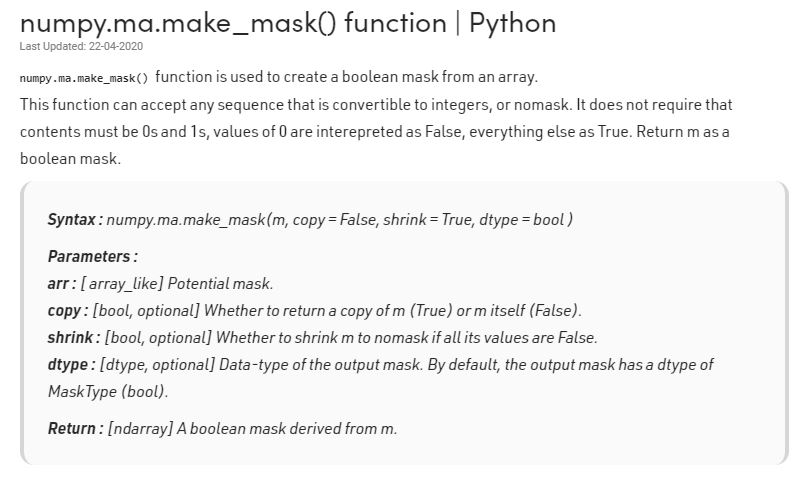 numpy.ma.make_mask() function | Python
Last Updated: 22-04-2020
numpy.ma.make_mask() function is used to create a boolean mask from an array.
This function can accept any sequence that is convertible to integers, or nomask. It does not require that
contents must be 0s and 1s, values of 0 are interepreted as False, everything else as True. Return m as a
boolean mask.
Syntax : numpy.ma.make_mask(m, copy = False, shrink = True, dtype = bool )
Parameters :
arr : [ array_like] Potential mask.
copy : [bool, optional] Whether to return a copy of m (True) or m itself (False).
shrink : [bool, optional] Whether to shrink m to nomask if all its values are False.
dtype : [dtype, optional] Data-type of the output mask. By default, the output mask has a dtype of
MaskType (bool).
Return : [ndarray] A boolean mask derived from m.